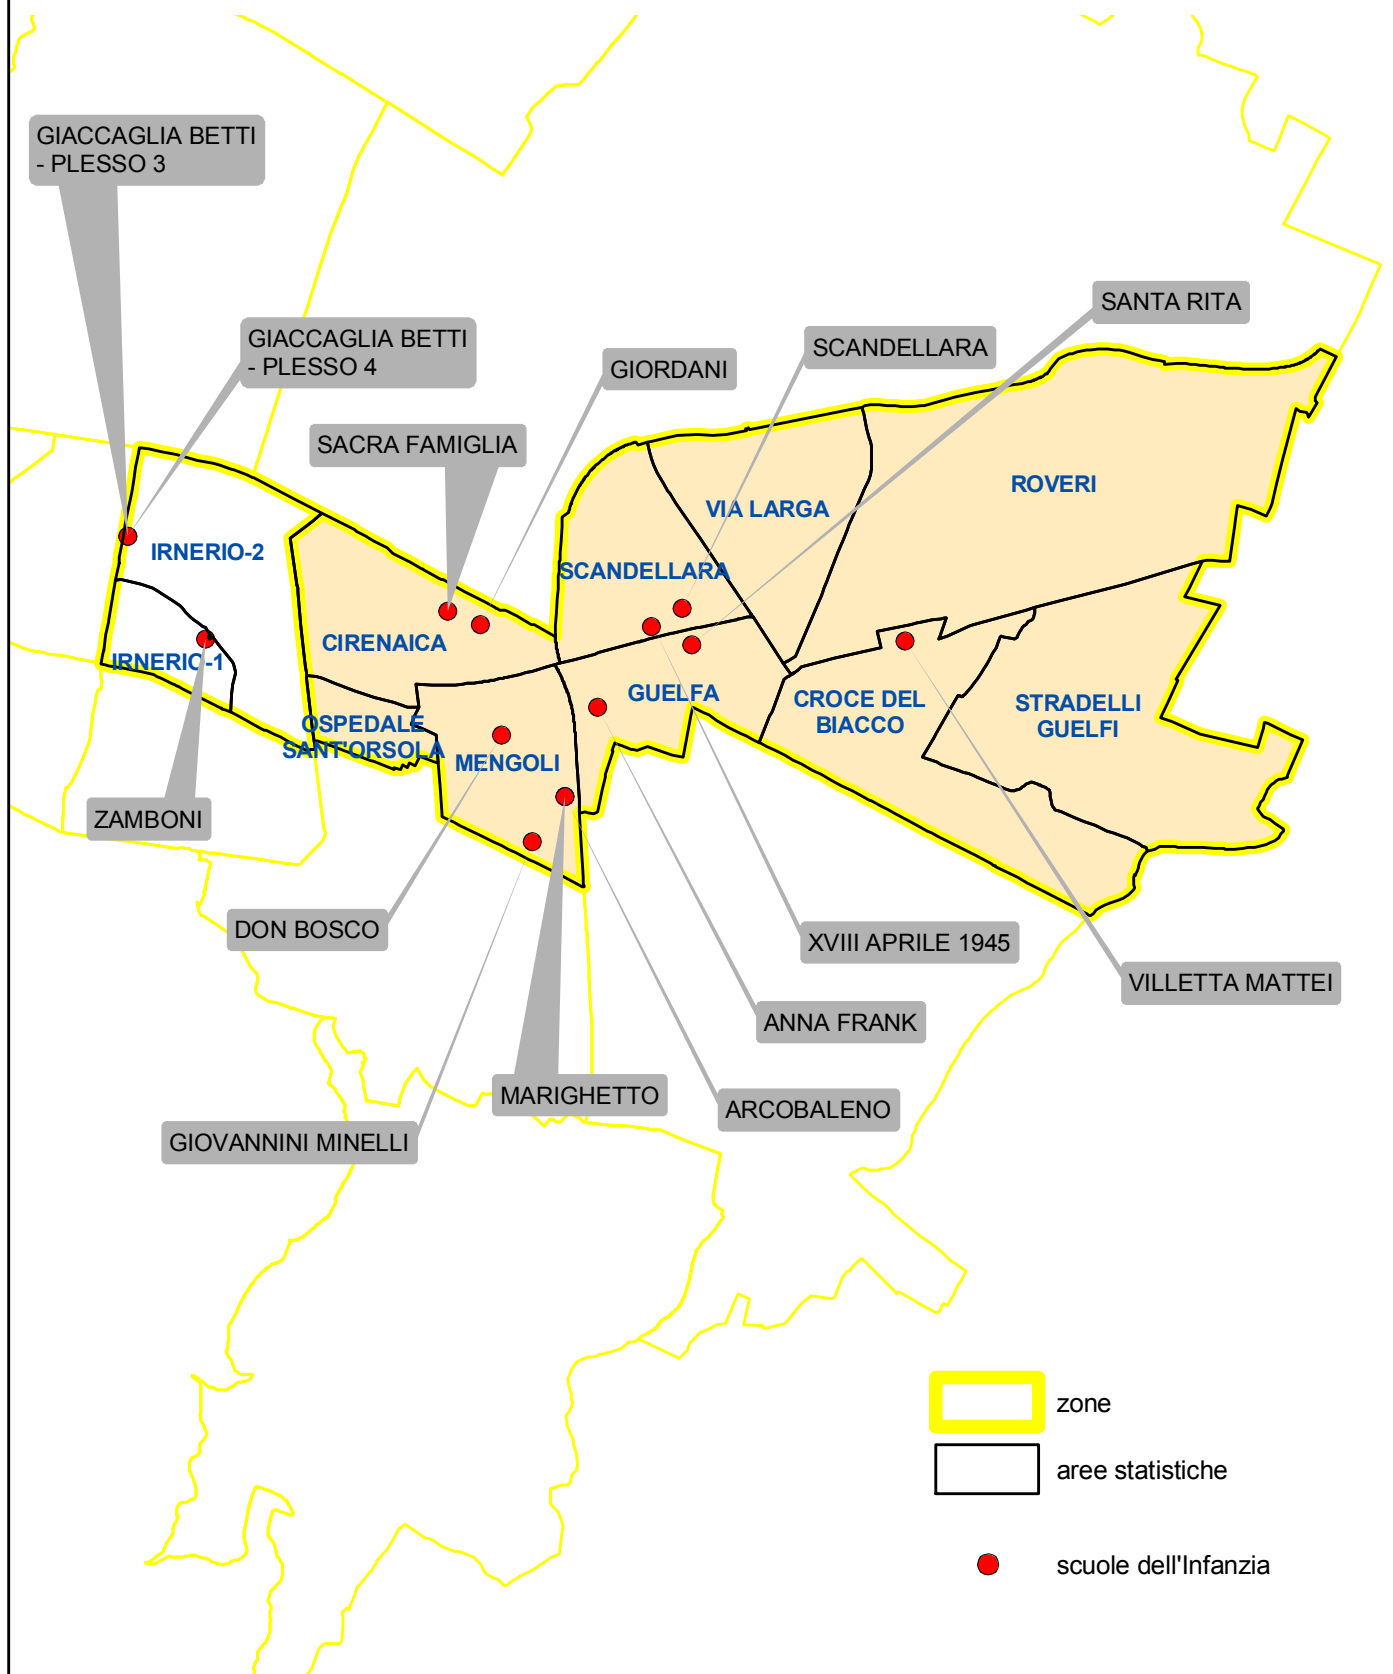 GIACCAGLIA BETTI
- PLESSO 3
SANTA RITA
GIACCAGLIA BETTI
- PLESSO 4
SCANDELLARA
GIORDANI
SACRA FAMIGLIA
ROVERI
VIA LARGA
IRNERIO-2
SCANDELLARA
CIRENAICA
IRNERIO-1
GUELFA
CROCE DEL
BIACCO
STRADELLI
GUELFI
OSPEDALE
SANT'ORSOLA
MENGOLI
ZAMBONI
DON BOSCO
XVIII APRILE 1945
VILLETTA MATTEI
ANNA FRANK
MARIGHETTO
ARCOBALENO
GIOVANNINI MINELLI
zone
aree statistiche
scuole dell'Infanzia